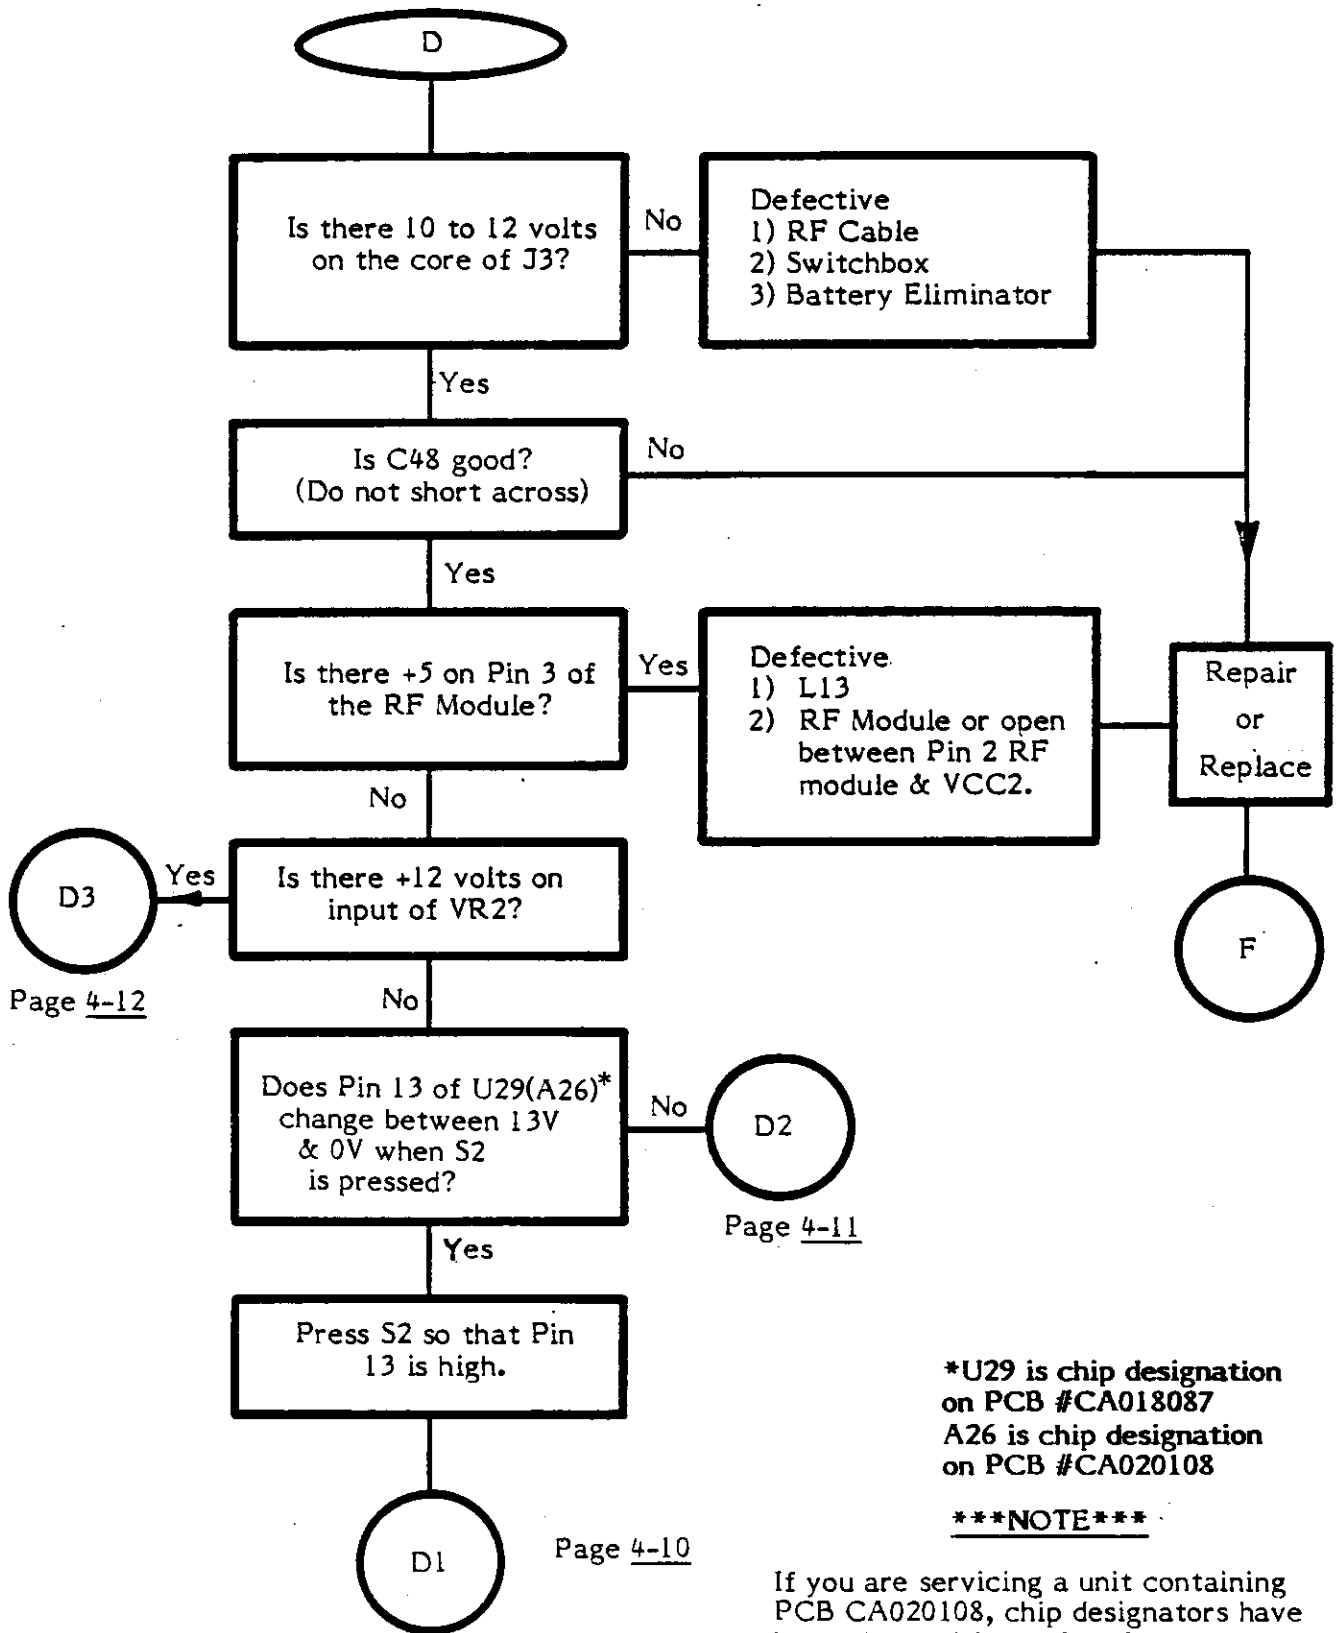 D
Is there 10 to 12 volts
on the core of J3?
No
Defective
1) RF Cable
2) Switchbox
3) Battery Eliminator
Yes
Is C48 good?
(Do not short across)
No
Yes
Is there +5 on Pin 3 of
the RF Module?
Yes
Defective
1) L13
2) RF Module or open
between Pin 2 RF
module & VCC2.
Repair
or
Replace
No
D3
Yes
Is there +12 volts on
input of VR2?
F
Page 4-12
No
Does Pin 13 of U29(A26)*
change between 13V
& 0V when S2
is pressed?
No
D2
Page 4-11
Yes
Press S2 so that Pin
13 is high.
*U29 is chip designation
on PCB #CA018087
A26 is chip designation
on PCB #CA020108
***NOTE***
D1
Page 4-10
If you are servicing a unit containing
PCB CA020108, chip designators have